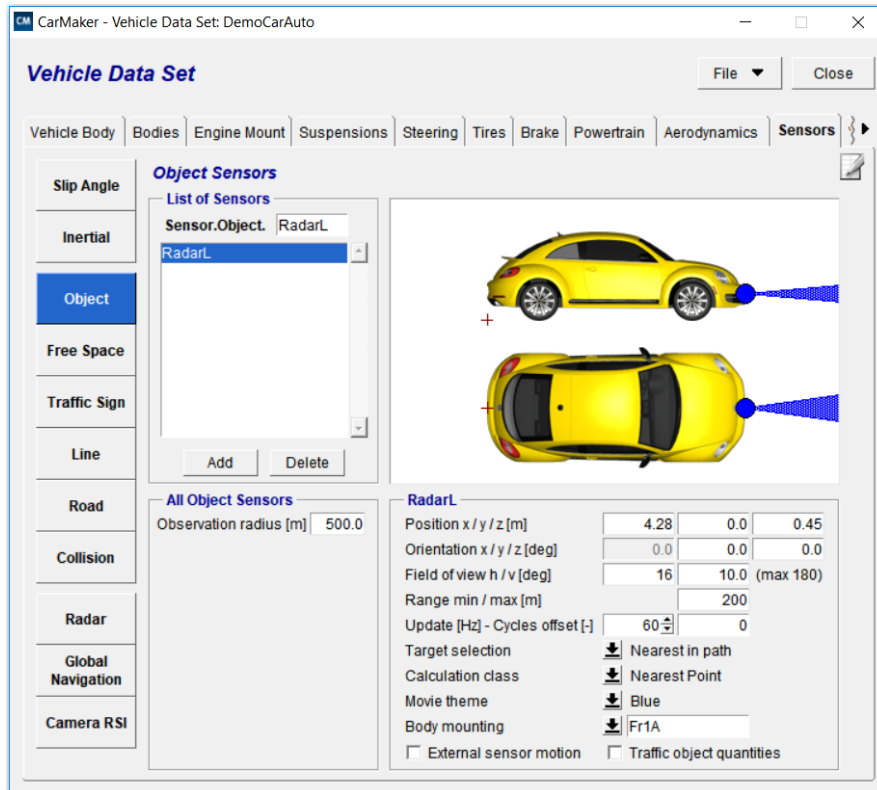 CM CarMaker - Vehicle Data Set: DemoCarAuto
Vehicle Data Set
File
Close
Vehicle Body Bodies Engine Mount Suspensions Steering Tires Brake Powertrain Aerodynamics Sensors
Slip Angle
Inertial
Object
Free Space
Traffic Sign
Line
Road
Collision
Radar
Global
Navigation
Camera RSI
Object Sensors
List of Sensors
Sensor.Object. RadarL
RadarL
Add Delete
All Object Sensors
Observation radius [m] 500.0
RadarL
Position x / y / z [m] 4.28 0.0 0.45
Orientation x / y / z [deg] 0.0 0.0 0.0
Field of view h / v [deg] 16 10.0 (max 180)
Range min / max [m] 200
Update [Hz] - Cycles offset [-] 60 0
Target selection Nearest in path
Calculation class Nearest Point
Movie theme Blue
Body mounting Fr1A
External sensor motion Traffic object quantities